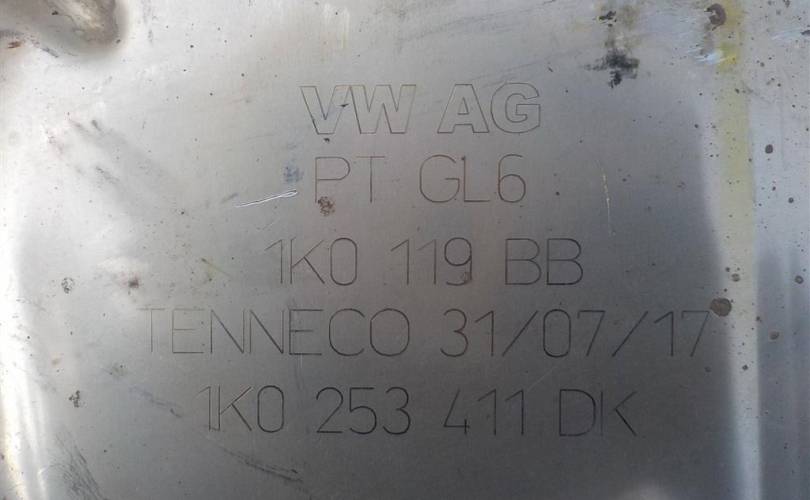 VW AG
PT GL6
1K0 119 BB
TENNECO 31/07/17
1K0 253 411 DK